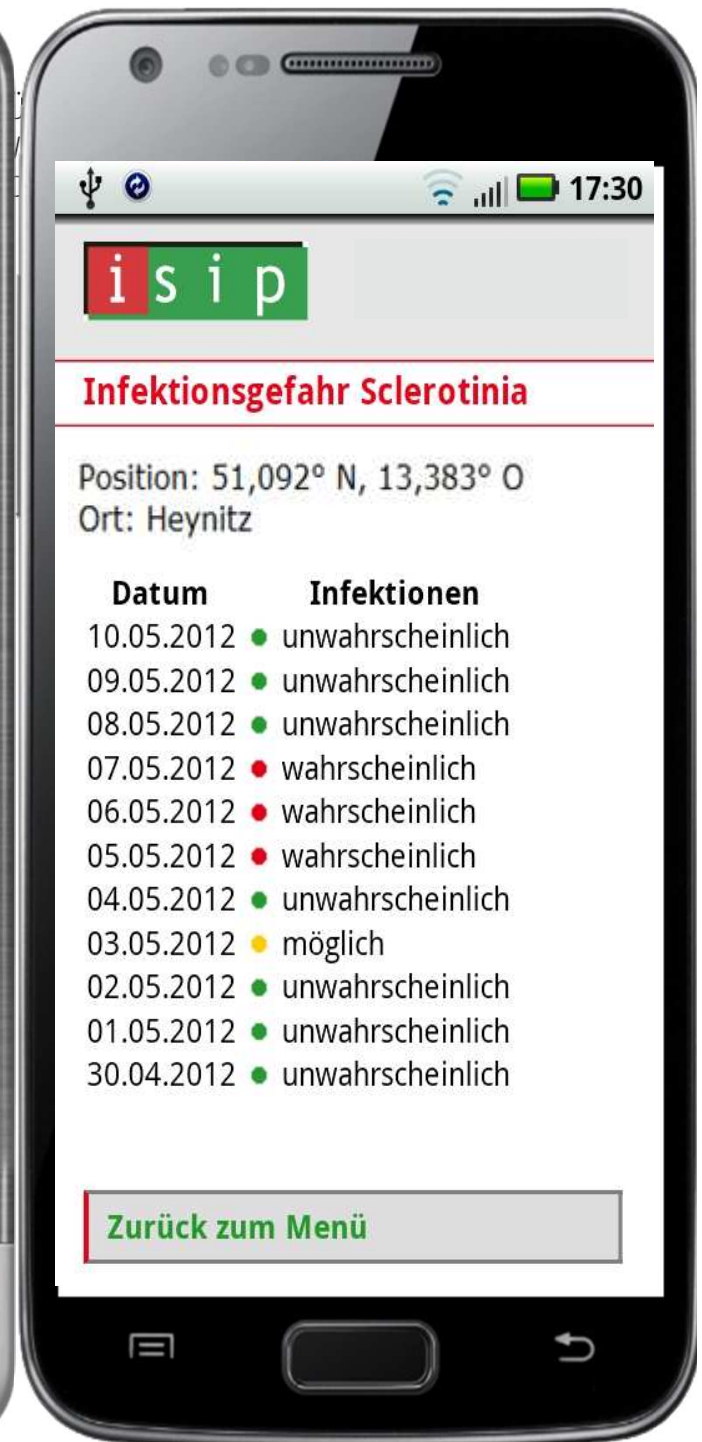 17:30
isip
Infektionsgefahr Sclerotinia
Position: 51,092° N, 13,383° O
Ort: Heynitz
Datum Infektionen
10.05.2012 unwahrscheinlich
09.05.2012 unwahrscheinlich
08.05.2012 unwahrscheinlich
07.05.2012 wahrscheinlich
06.05.2012 wahrscheinlich
05.05.2012 wahrscheinlich
04.05.2012 unwahrscheinlich
03.05.2012 möglich
02.05.2012 unwahrscheinlich
01.05.2012 unwahrscheinlich
30.04.2012 unwahrscheinlich
Zurück zum Menü